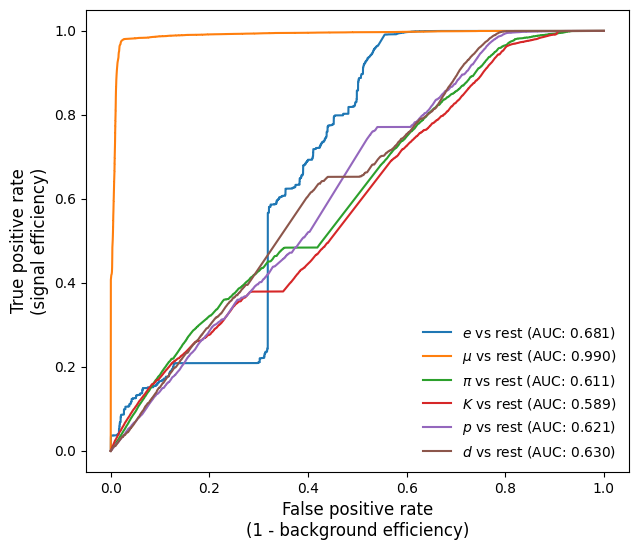 True positive rate
(signal efficiency)
1.0
0.8
0.6
0.4
0.2
0.0
e vs rest (AUC: 0.681)
μ vs rest (AUC: 0.990)
π vs rest (AUC: 0.611)
K vs rest (AUC: 0.589)
p vs rest (AUC: 0.621)
d vs rest (AUC: 0.630)
0.0 0.2 0.4 0.6 0.8 1.0
False positive rate
(1 - background efficiency)